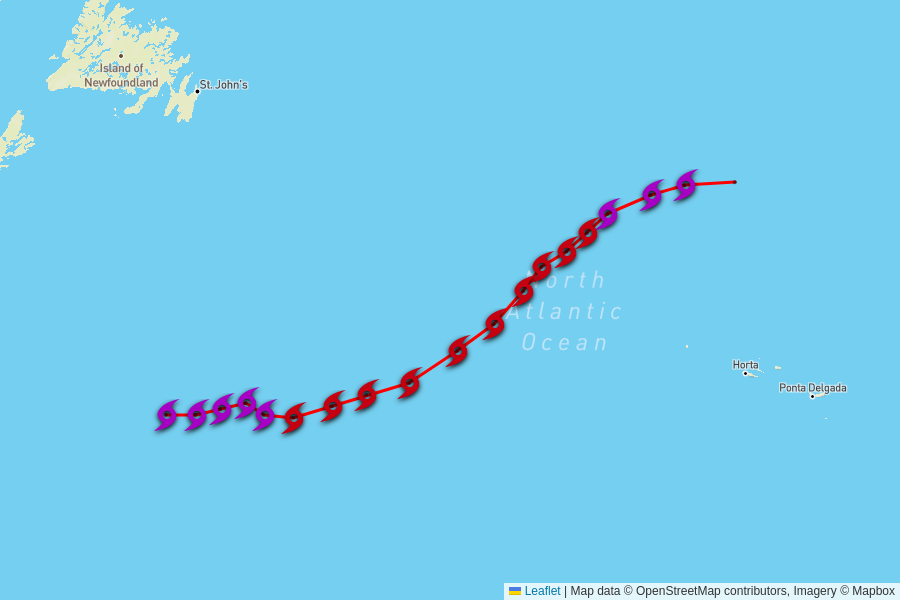 Island of
Newfoundland
St. John's
North
Atlantic
Ocean
Horta
Ponta Delgada
Leaflet | Map data © OpenStreetMap contributors, Imagery © Mapbox